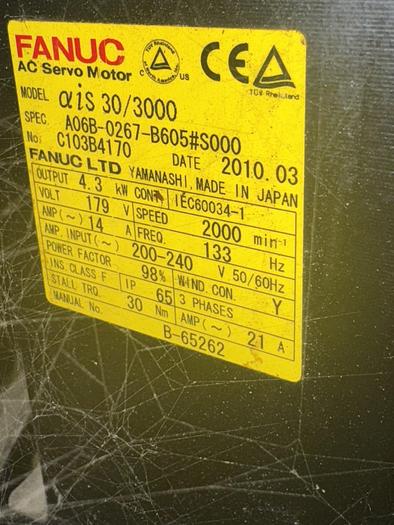 FANUC
AC Servo Motor
C US
TÜV Rheinland
MODEL αiS 30/3000
SPEC. A06B-0267-B605#S000
No. C103B4170 DATE 2010.03
FANUC LTD YAMANASHI, MADE IN JAPAN
OUTPUT 4.3 kW CONT. IEC60034-1
VOLT 179 V SPEED 2000 min⁻¹
AMP(~) 14 A FREQ. 133 Hz
AMP. INPUT(~) 200-240 V 50/60Hz
POWER FACTOR 98% WIND.CON. Y
INS.CLASS F IP 65 3 PHASES
STALL TRQ. 30 Nm AMP(~) 21 A
MANUAL No. B-65262